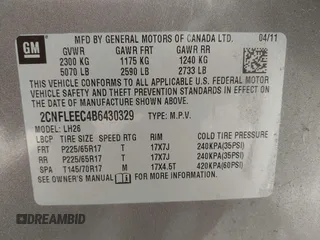 GM
MFD BY GENERAL MOTORS OF CANADA LTD. 04/11
GVWR GAWR FRT GAWR RR
2300 KG 1175 KG 1240 KG
5070 LB 2590 LB 2733 LB
THIS VEHICLE CONFORMS TO ALL APPLICABLE U.S. FEDERAL MOTOR
VEHICLE SAFETY, BUMPER, AND THEFT PREVENTION STANDARDS
IN EFFECT ON THE DATE OF MANUFACTURE SHOWN ABOVE.
2CNFLEEC4B6430329 TYPE: M.P.V.
MODEL: LH26
LBCP TIRE SIZE SPEED RTG RIM COLD TIRE PRESSURE
FRT P225/65R17 T 17X7J 240KPA(35PSI)
RR P225/65R17 T 17X7J 240KPA(35PSI)
SPA T145/70R17 M 17X4.5T 420KPA(60PSI)
SEE OWNER'S MANUAL FOR MORE INFORMATION.
DREAMBID